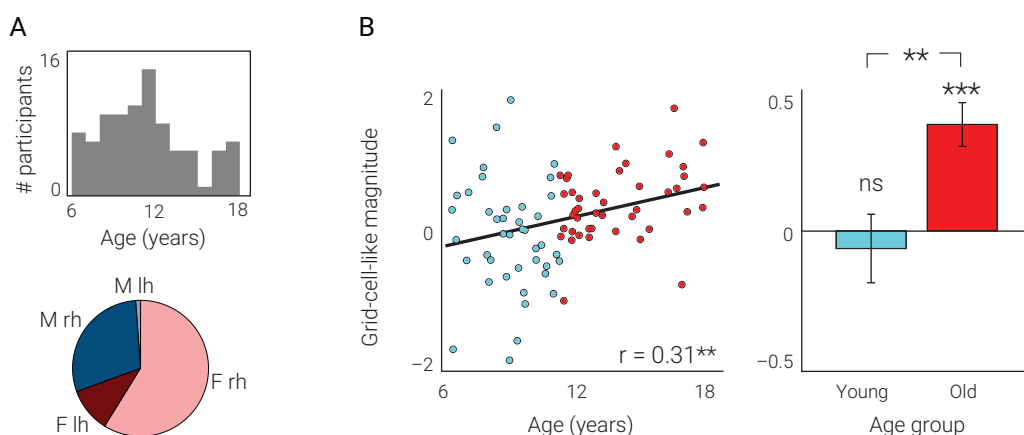 A
# participants
16
0
6
12
18
Age (years)
M lh
M rh
F rh
F lh
B
Grid-cell-like magnitude
2
0
−2
r = 0.31**
6
12
18
Age (years)
**
***
0.5
ns
0
−0.5
Young
Old
Age group